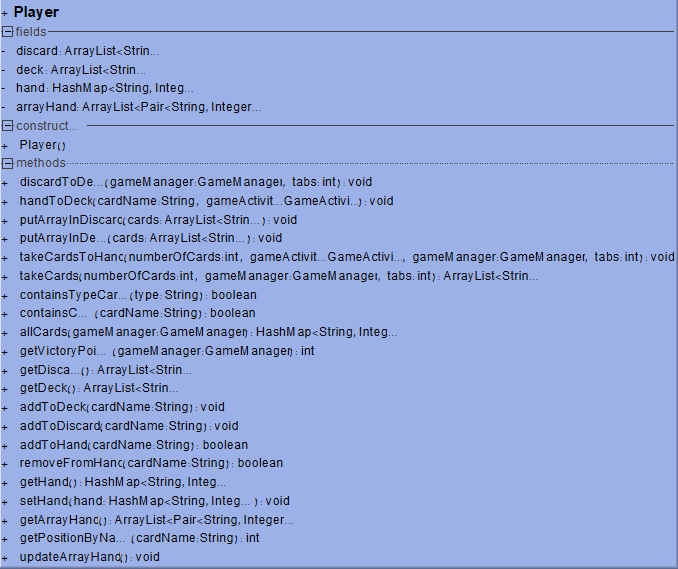 + Player
fields
- discard: ArrayList<Strin...
- deck: ArrayList<Strin...
- hand: HashMap<String, Integ...
- arrayHand: ArrayList<Pair<String, Integer...
construct...
+ Player()
methods
+ discardToDe...(gameManager:GameManager, tabs:int): void
+ handToDeck(cardName:String, gameActivit...GameActivi...): void
+ putArrayInDiscard(cards: ArrayList<Strin...): void
+ putArrayInDe... (cards: ArrayList<Strin...): void
+ takeCardsToHand(numberOfCards:int, gameActivit...GameActivi..., gameManager:GameManager, tabs:int): void
+ takeCards(numberOfCards:int, gameManager:GameManager, tabs:int): ArrayList<Strin...
+ containsTypeCar...(type:String): boolean
+ containsC... (cardName:String): boolean
+ allCards(gameManager:GameManager): HashMap<String, Integ...
+ getVictoryPoi... (gameManager:GameManager): int
+ getDisca...(): ArrayList<Strin...
+ getDeck(): ArrayList<Strin...
+ addToDeck(cardName:String): void
+ addToDiscard(cardName:String): void
+ addToHand(cardName:String): boolean
+ removeFromHand(cardName:String): boolean
+ getHand(): HashMap<String, Integ...
+ setHand(hand: HashMap<String, Integ... ): void
+ getArrayHand(): ArrayList<Pair<String, Integer...
+ getPositionByNa... (cardName:String): int
+ updateArrayHand(): void